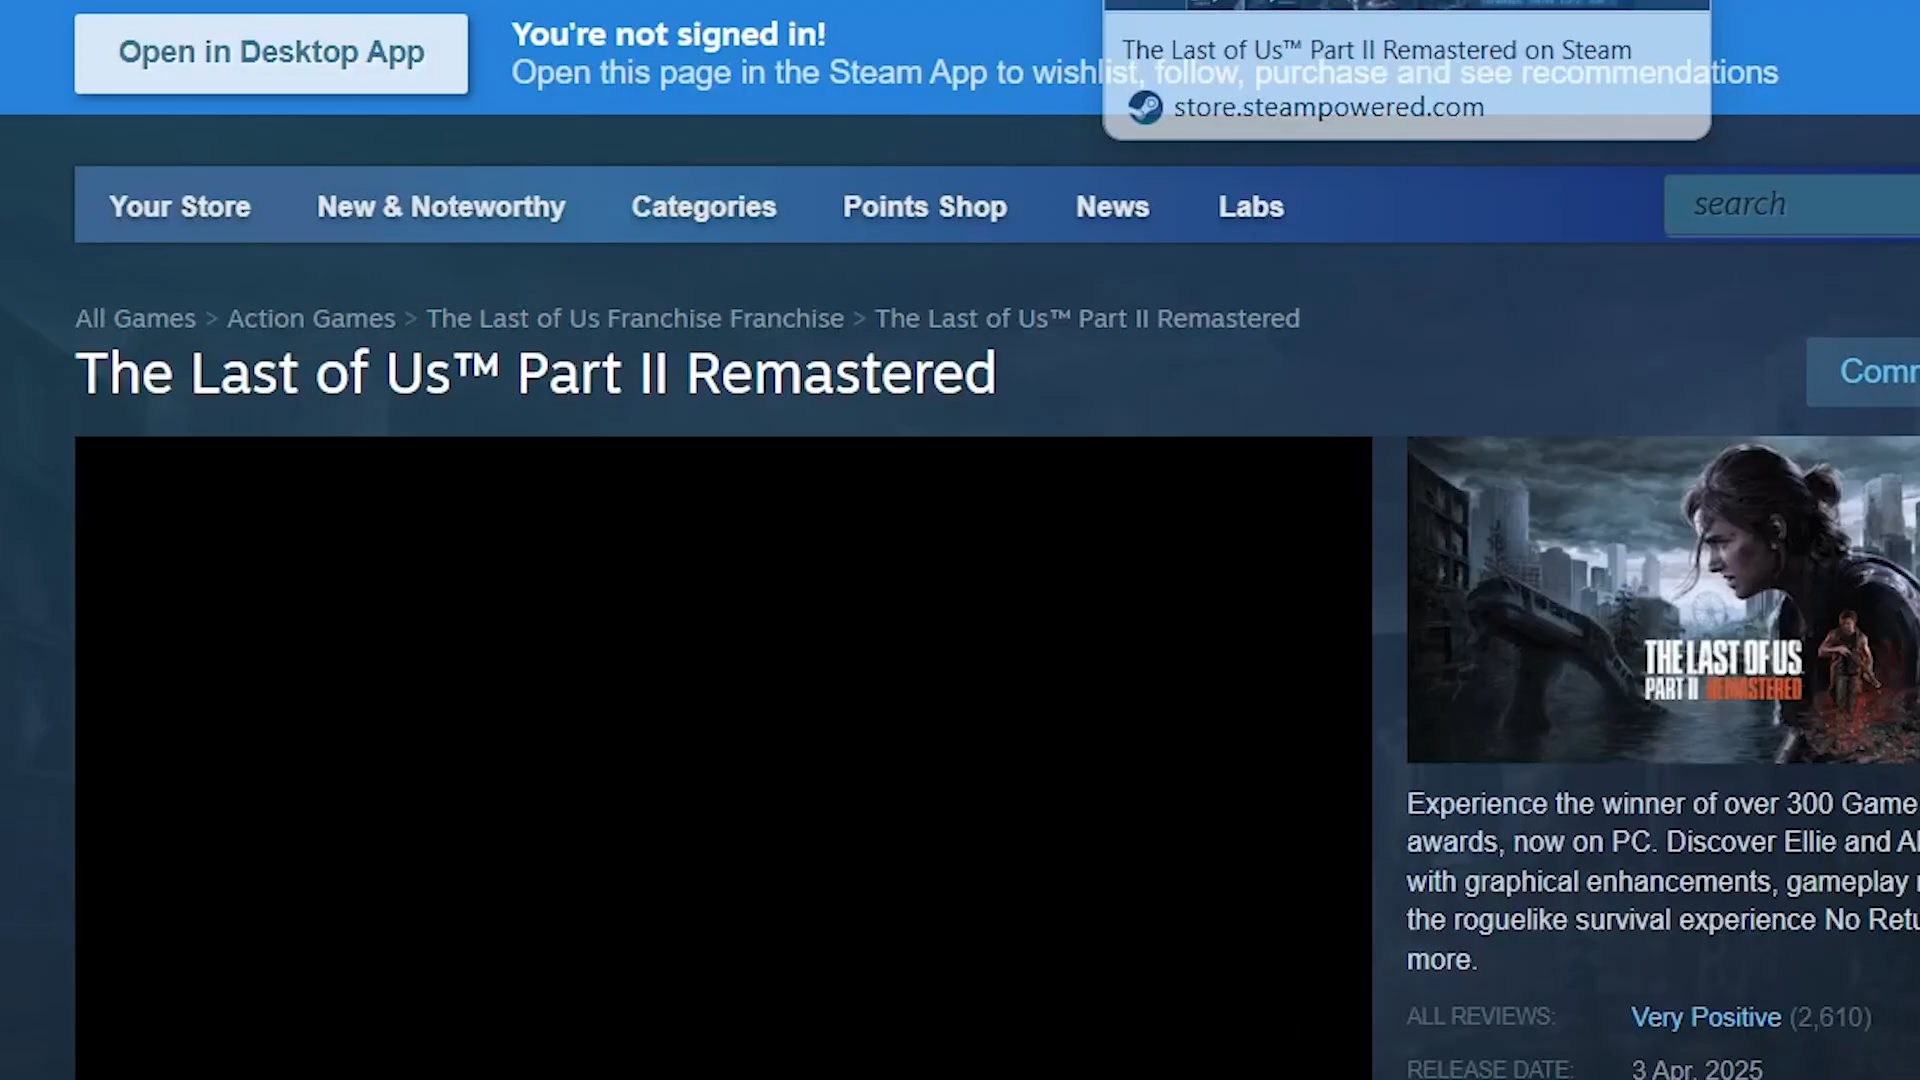 Open in Desktop App
You're not signed in!
Open this page in the Steam App to wishlist, follow, purchase and see recommendations
The Last of Us™ Part II Remastered on Steam
store.steampowered.com
Your Store
New & Noteworthy
Categories
Points Shop
News
Labs
search
All Games > Action Games > The Last of Us Franchise Franchise > The Last of Us™ Part II Remastered
The Last of Us™ Part II Remastered
THE LAST OF US
PART II REMASTERED
Experience the winner of over 300 Game
awards, now on PC. Discover Ellie and
with graphical enhancements, gameplay
the roguelike survival experience No
more.
ALL REVIEWS:
Very Positive (2,610)
RELEASE DATE:
3 Apr, 2025